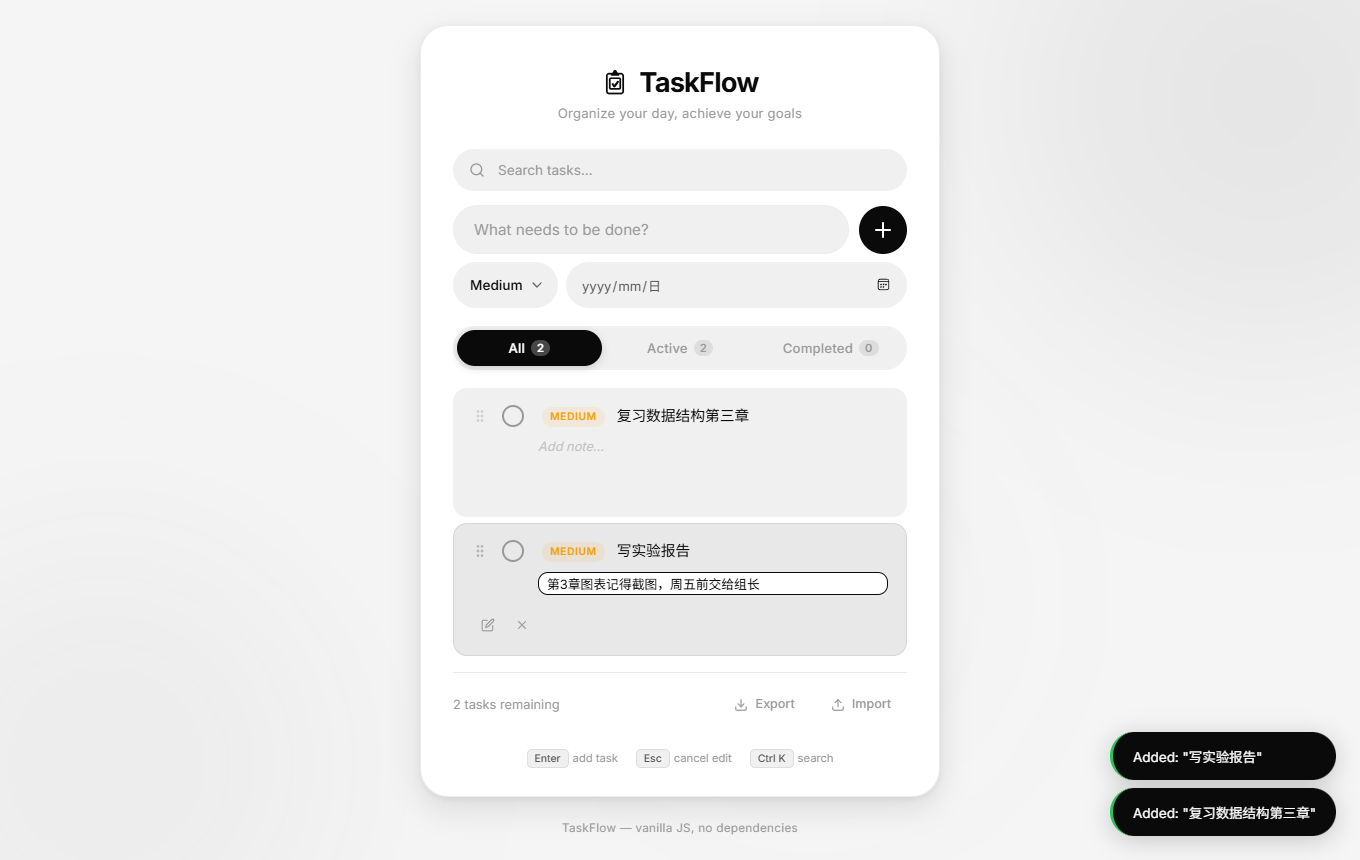 TaskFlow
Organize your day, achieve your goals
Search tasks...
What needs to be done?
Medium
yyyy/mm/日
All 2 Active 2 Completed 0
MEDIUM 复习数据结构第三章
Add note...
MEDIUM 写实验报告
第3章图表记得截图，周五前交给组长
2 tasks remaining Export Import
Enter add task Esc cancel edit Ctrl K search
TaskFlow — vanilla JS, no dependencies
Added: "写实验报告"
Added: "复习数据结构第三章"